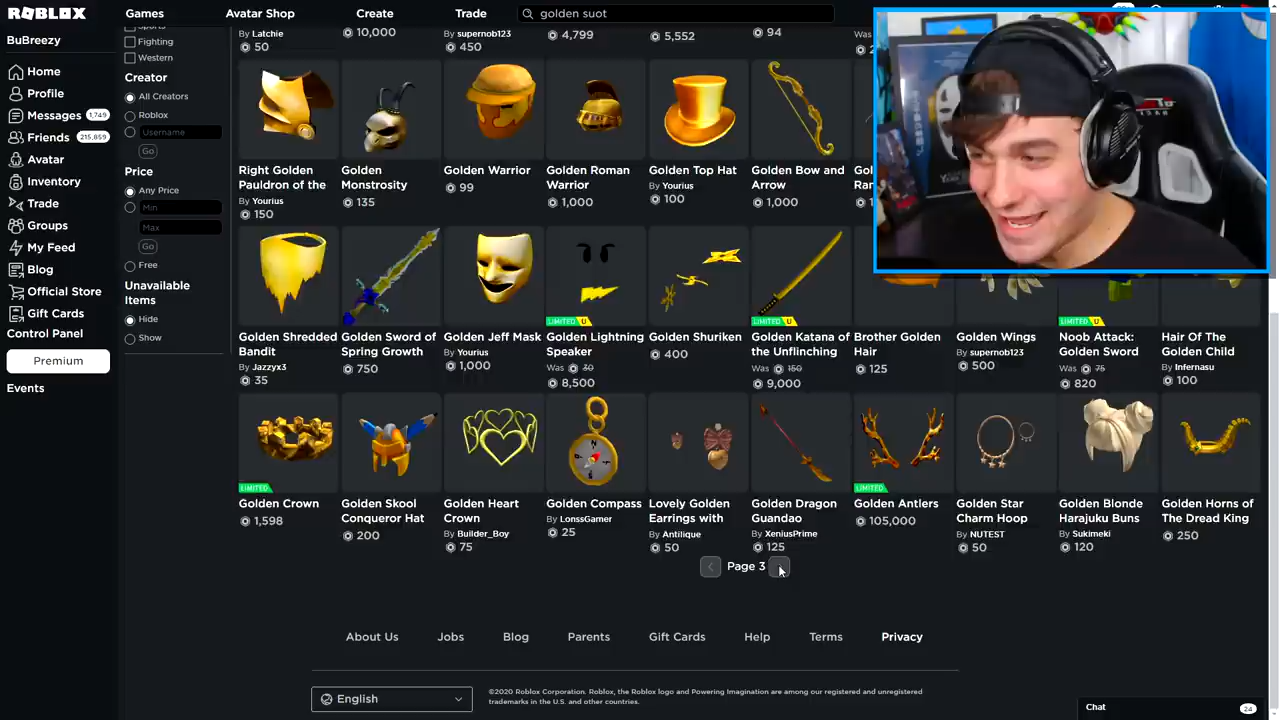 ROBLOX
Games
Avatar Shop
Create
Trade
golden suot
BuBreezy
Home
Profile
Messages 1,749
Friends 215,859
Avatar
Inventory
Trade
Groups
My Feed
Blog
Official Store
Gift Cards
Control Panel
Premium
Events
Fighting
Western
Creator
All Creators
Roblox
Username
Go
Price
Any Price
Min
Max
Go
Free
Unavailable
Items
Hide
Show
By Latchie
50
10,000
By supernob123
450
4,799
5,552
94
Was
Right Golden
Pauldron of the
By Yourius
150
Golden
Monstrosity
135
Golden Warrior
99
Golden Roman
Warrior
1,000
Golden Top Hat
By Yourius
100
Golden Bow and
Arrow
1,000
Golden Shredded
Bandit
By Jazzyx3
35
Golden Sword of
Spring Growth
750
Golden Jeff Mask
By Yourius
1,000
LIMITED U
Golden Lightning
Speaker
Was 30
8,500
Golden Shuriken
400
LIMITED U
Golden Katana of
the Unflinching
Was 150
9,000
Brother Golden
Hair
125
Golden Wings
By supernob123
500
LIMITED U
Noob Attack:
Golden Sword
Was 75
820
Hair Of The
Golden Child
By Infernasu
100
LIMITED
Golden Crown
1,598
Golden Skool
Conqueror Hat
200
Golden Heart
Crown
By Builder_Boy
75
Golden Compass
By LonssGamer
25
Lovely Golden
Earrings with
By Antilique
50
Golden Dragon
Guandao
By XeniusPrime
125
LIMITED
Golden Antlers
105,000
Golden Star
Charm Hoop
By NUTEST
50
Golden Blonde
Harajuku Buns
By Sukimeki
120
Golden Horns of
The Dread King
250
Page 3
About Us
Jobs
Blog
Parents
Gift Cards
Help
Terms
Privacy
English
©2020 Roblox Corporation. Roblox, the Roblox logo and Powering Imagination are among our registered and unregistered
trademarks in the U.S. and other countries.
Chat
24